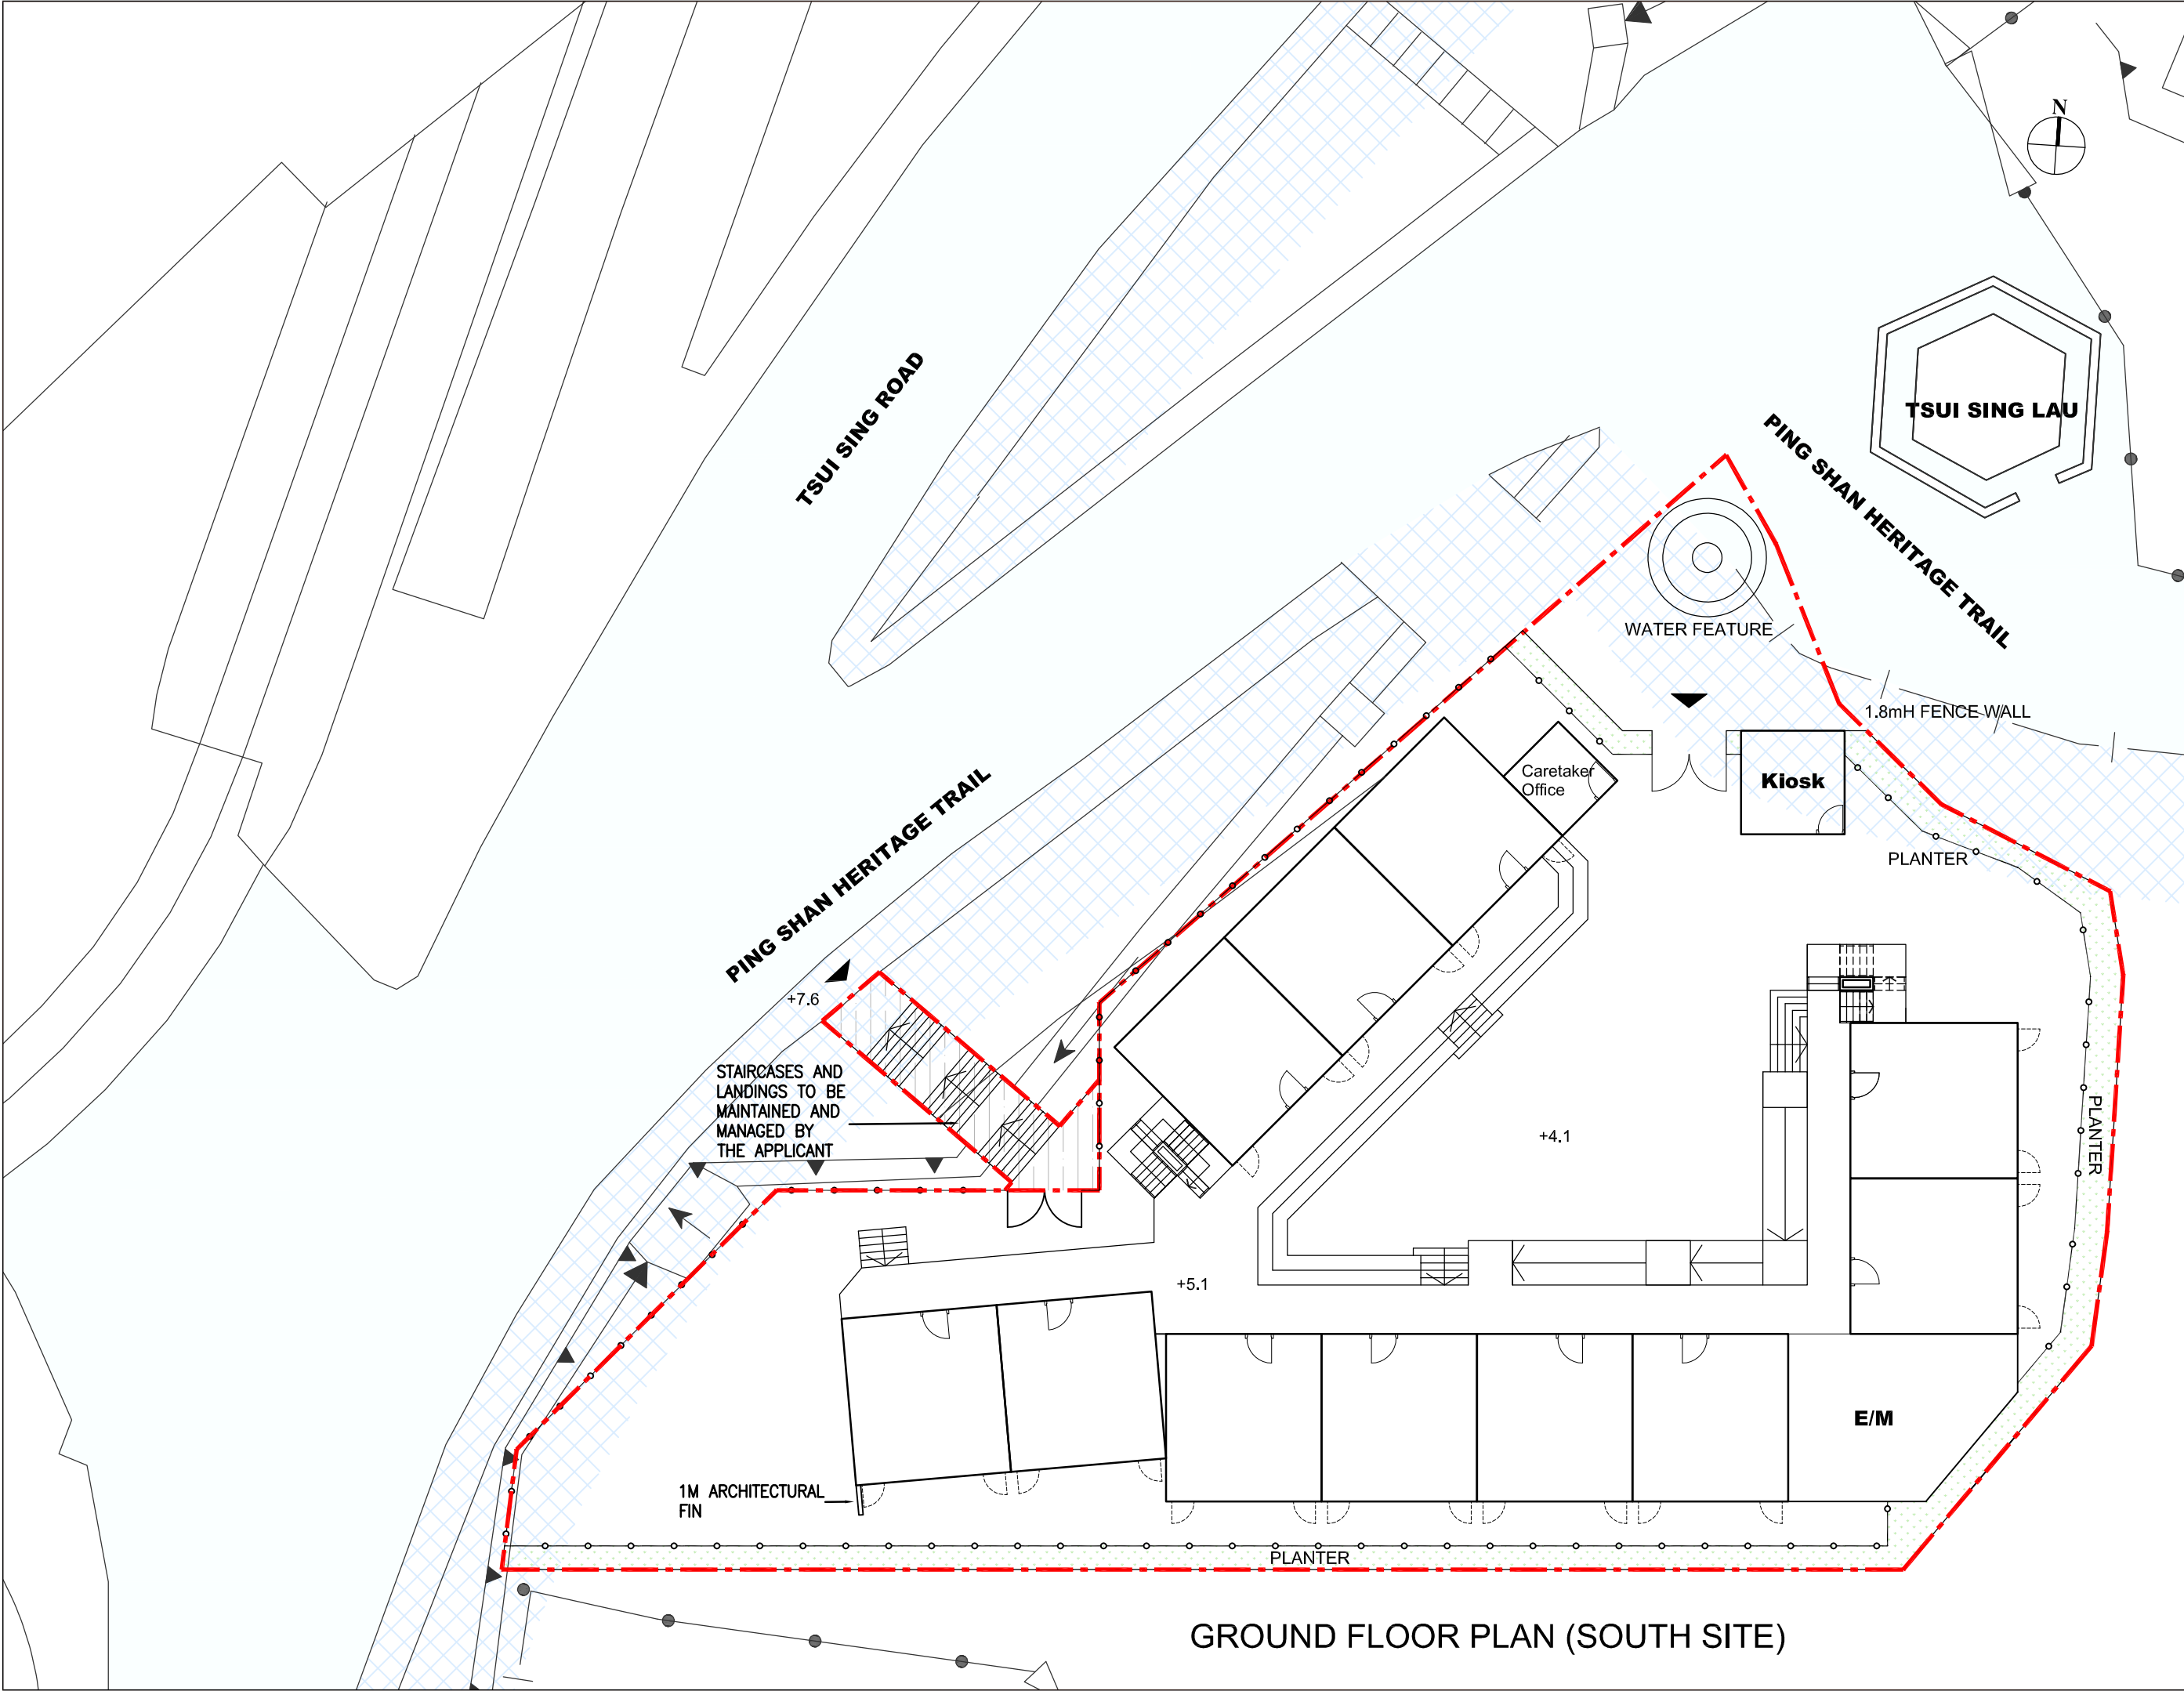 N
TSUI SING ROAD
TSUI SING LAU
PING SHAN HERITAGE TRAIL
WATER FEATURE
1.8mH FENCE WALL
Caretaker
Office
Kiosk
PLANTER
PING SHAN HERITAGE TRAIL
+7.6
STAIRCASES AND
LANDINGS TO BE
MAINTAINED AND
MANAGED BY
THE APPLICANT
+4.1
PLANTER
+5.1
E/M
1M ARCHITECTURAL
FIN
PLANTER
GROUND FLOOR PLAN (SOUTH SITE)